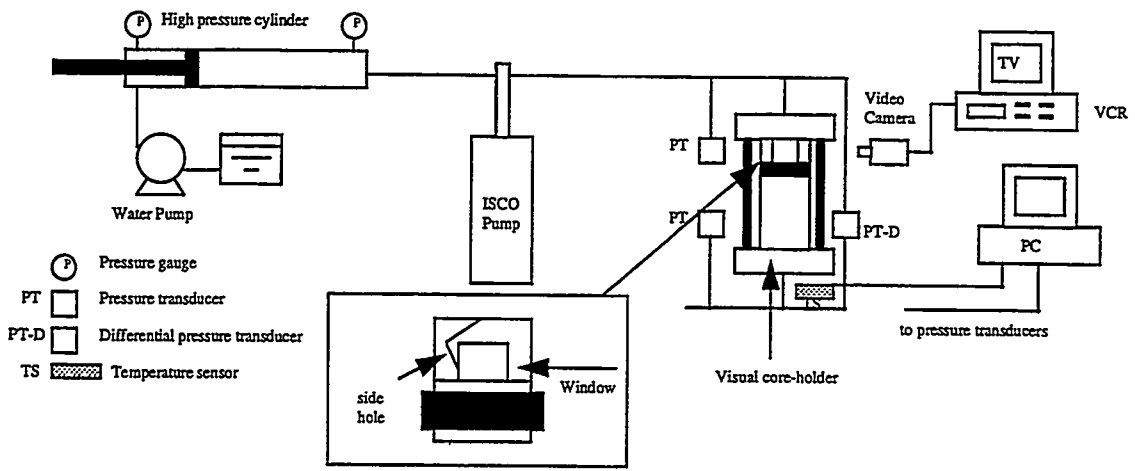 P
High pressure cylinder
P
TV
Video
Camera
VCR
PT
Water Pump
ISCO
Pump
PT
PT-D
PC
P
Pressure gauge
PT
Pressure transducer
PT-D
Differential pressure transducer
TS
Temperature sensor
TS
to pressure transducers
Visual core-holder
side
hole
Window